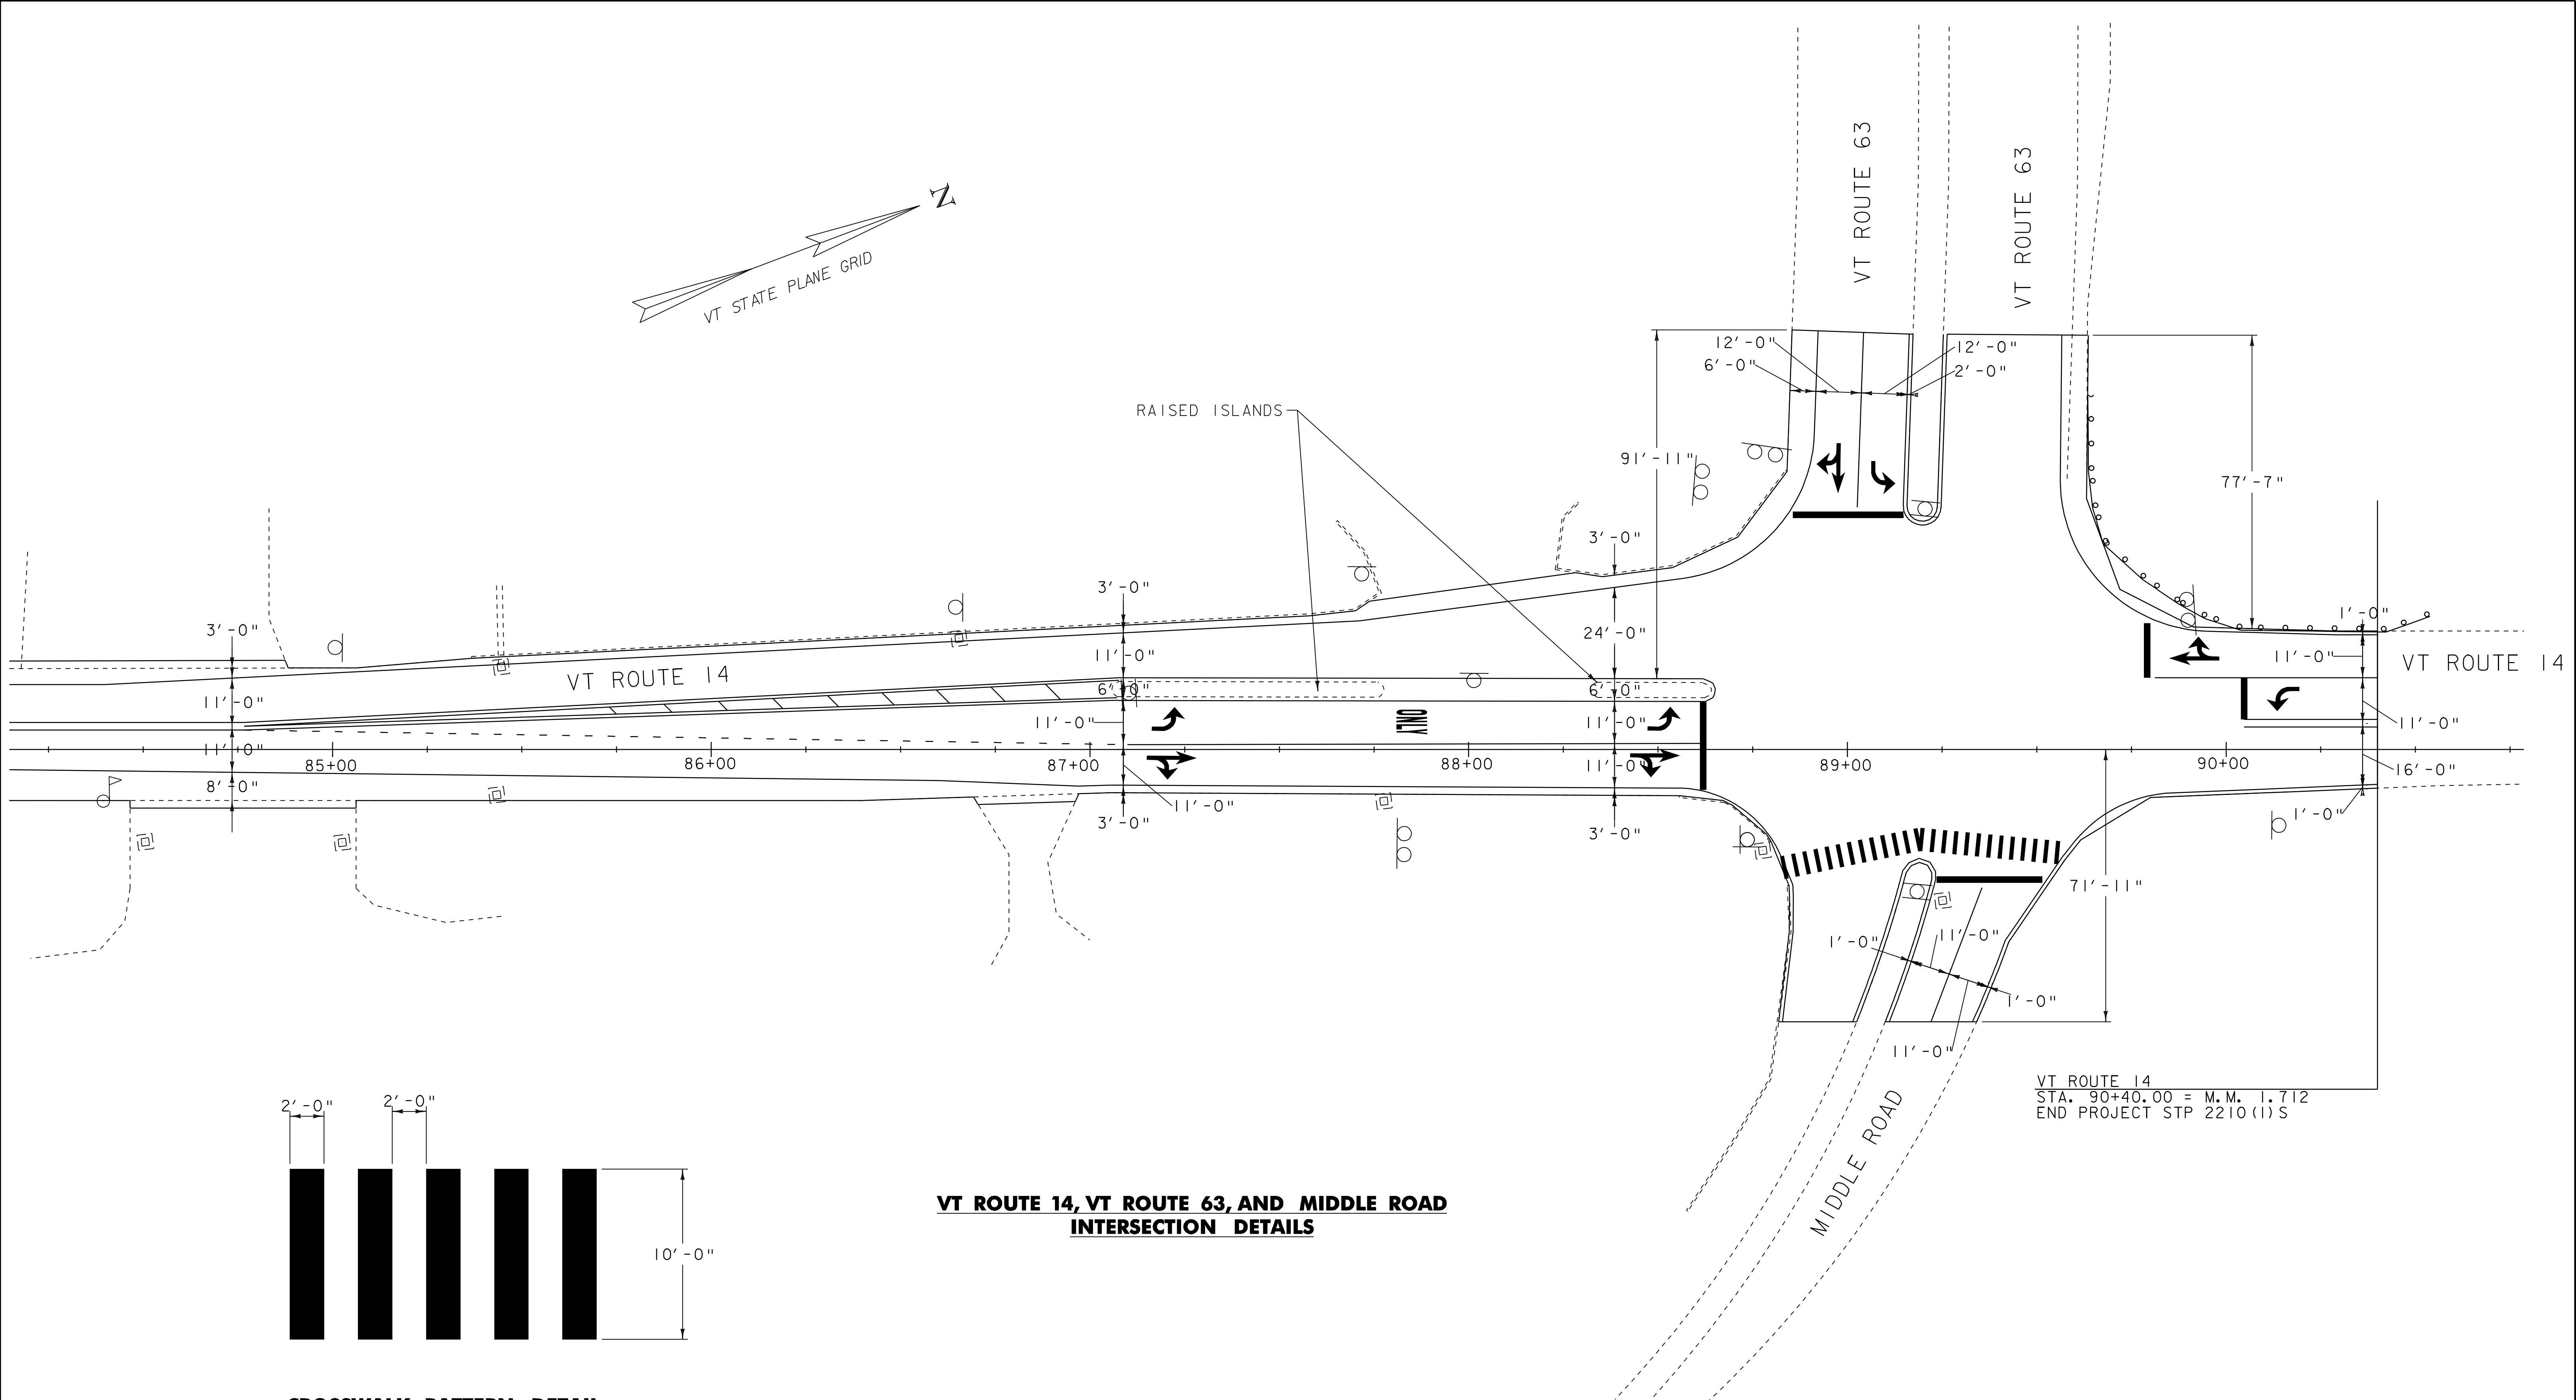 VT ROUTE 63
VT ROUTE 63
N
VT STATE PLANE GRID
12'-0"
6'-0"
12'-0"
2'-0"
RAISED ISLANDS
91'-11"
77'-7"
3'-0"
3'-0"
3'-0"
1'-0"
24'-0"
11'-0"
11'-0"
VT ROUTE 14
VT ROUTE 14
6'-0"
6'-0"
11'-0"
11'-0"
11'-0"
ONLY
11'-0"
11'-0"
85+00
86+00
87+00
88+00
11'-0"
89+00
90+00
16'-0"
8'-0"
11'-0"
1'-0"
3'-0"
3'-0"
71'-11"
1'-0"
11'-0"
1'-0"
11'-0"
VT ROUTE 14
STA. 90+40.00 = M.M. 1.712
END PROJECT STP 2210(1)S
MIDDLE ROAD
2'-0"
2'-0"
10'-0"
VT ROUTE 14, VT ROUTE 63, AND MIDDLE ROAD
INTERSECTION DETAILS
CROSSWALK PATTERN DETAIL